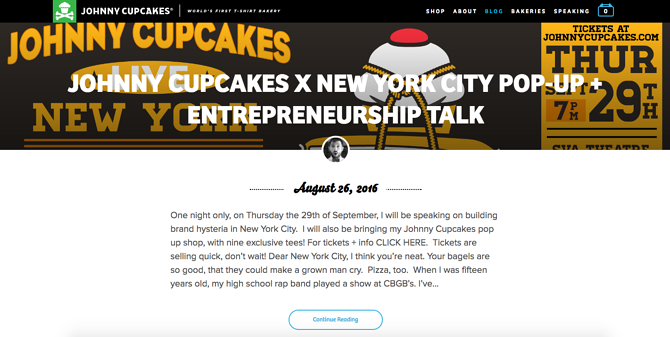 JOHNNY CUPCAKES® WORLD'S FIRST T-SHIRT BAKERY SHOP ABOUT BLOG BAKERIES SPEAKING 0
JOHNNY CUPCAKES
LIVE
NEW YORK
TICKETS AT
JOHNNYCUPCAKES.COM
THUR
SEPT 29TH
7PM
SVA THEATRE
JOHNNY CUPCAKES X NEW YORK CITY POP-UP +
ENTREPRENEURSHIP TALK
August 26, 2016
One night only, on Thursday the 29th of September, I will be speaking on building
brand hysteria in New York City.  I will also be bringing my Johnny Cupcakes pop
up shop, with nine exclusive tees! For tickets + info CLICK HERE.  Tickets are
selling quick, don't wait! Dear New York City, I think you're neat. Your bagels are
so good, that they could make a grown man cry.  Pizza, too.  When I was fifteen
years old, my high school rap band played a show at CBGB's. I've...
Continue Reading